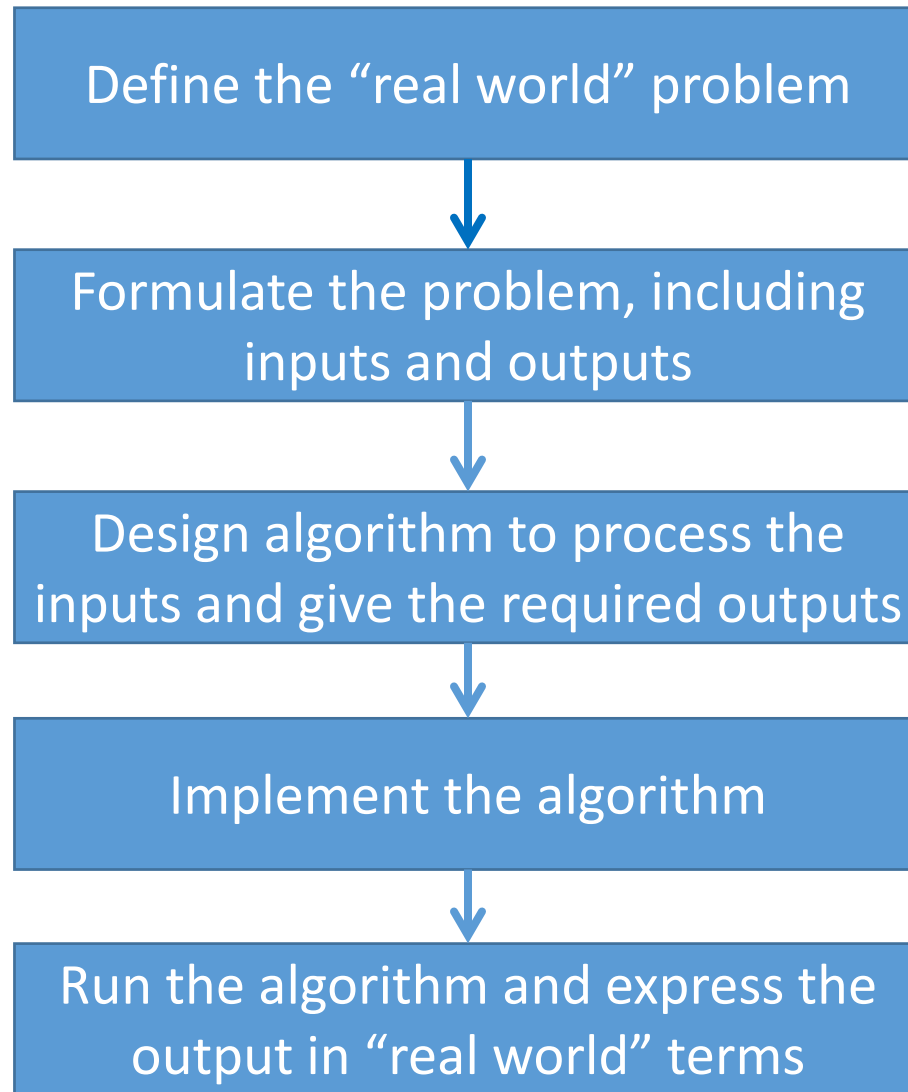 Define the “real world” problem
Formulate the problem, including
inputs and outputs
Design algorithm to process the
inputs and give the required outputs
Implement the algorithm
Run the algorithm and express the
output in “real world” terms